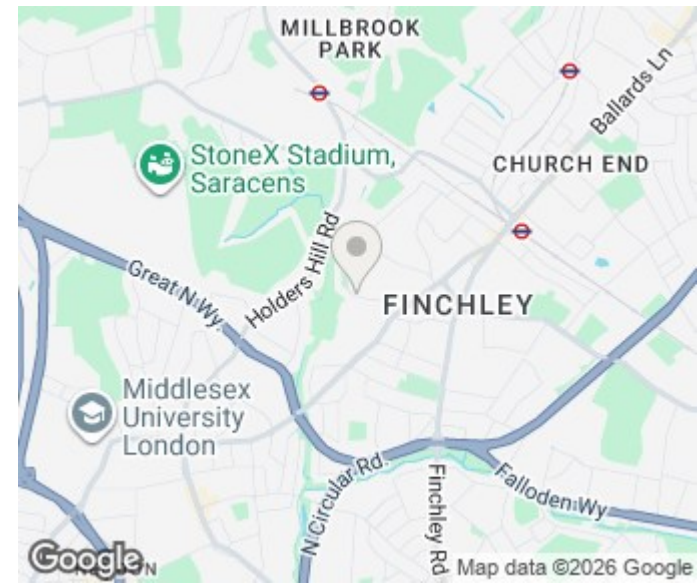 MILLBROOK
PARK
Ballards Ln
StoneX Stadium,
Saracens
CHURCH END
Holders Hill Rd
Great N Wy.
FINCHLEY
Middlesex
University
London
N Circular Rd.
Finchley Rd
Falloden Wy
Google
Map data ©2026 Google